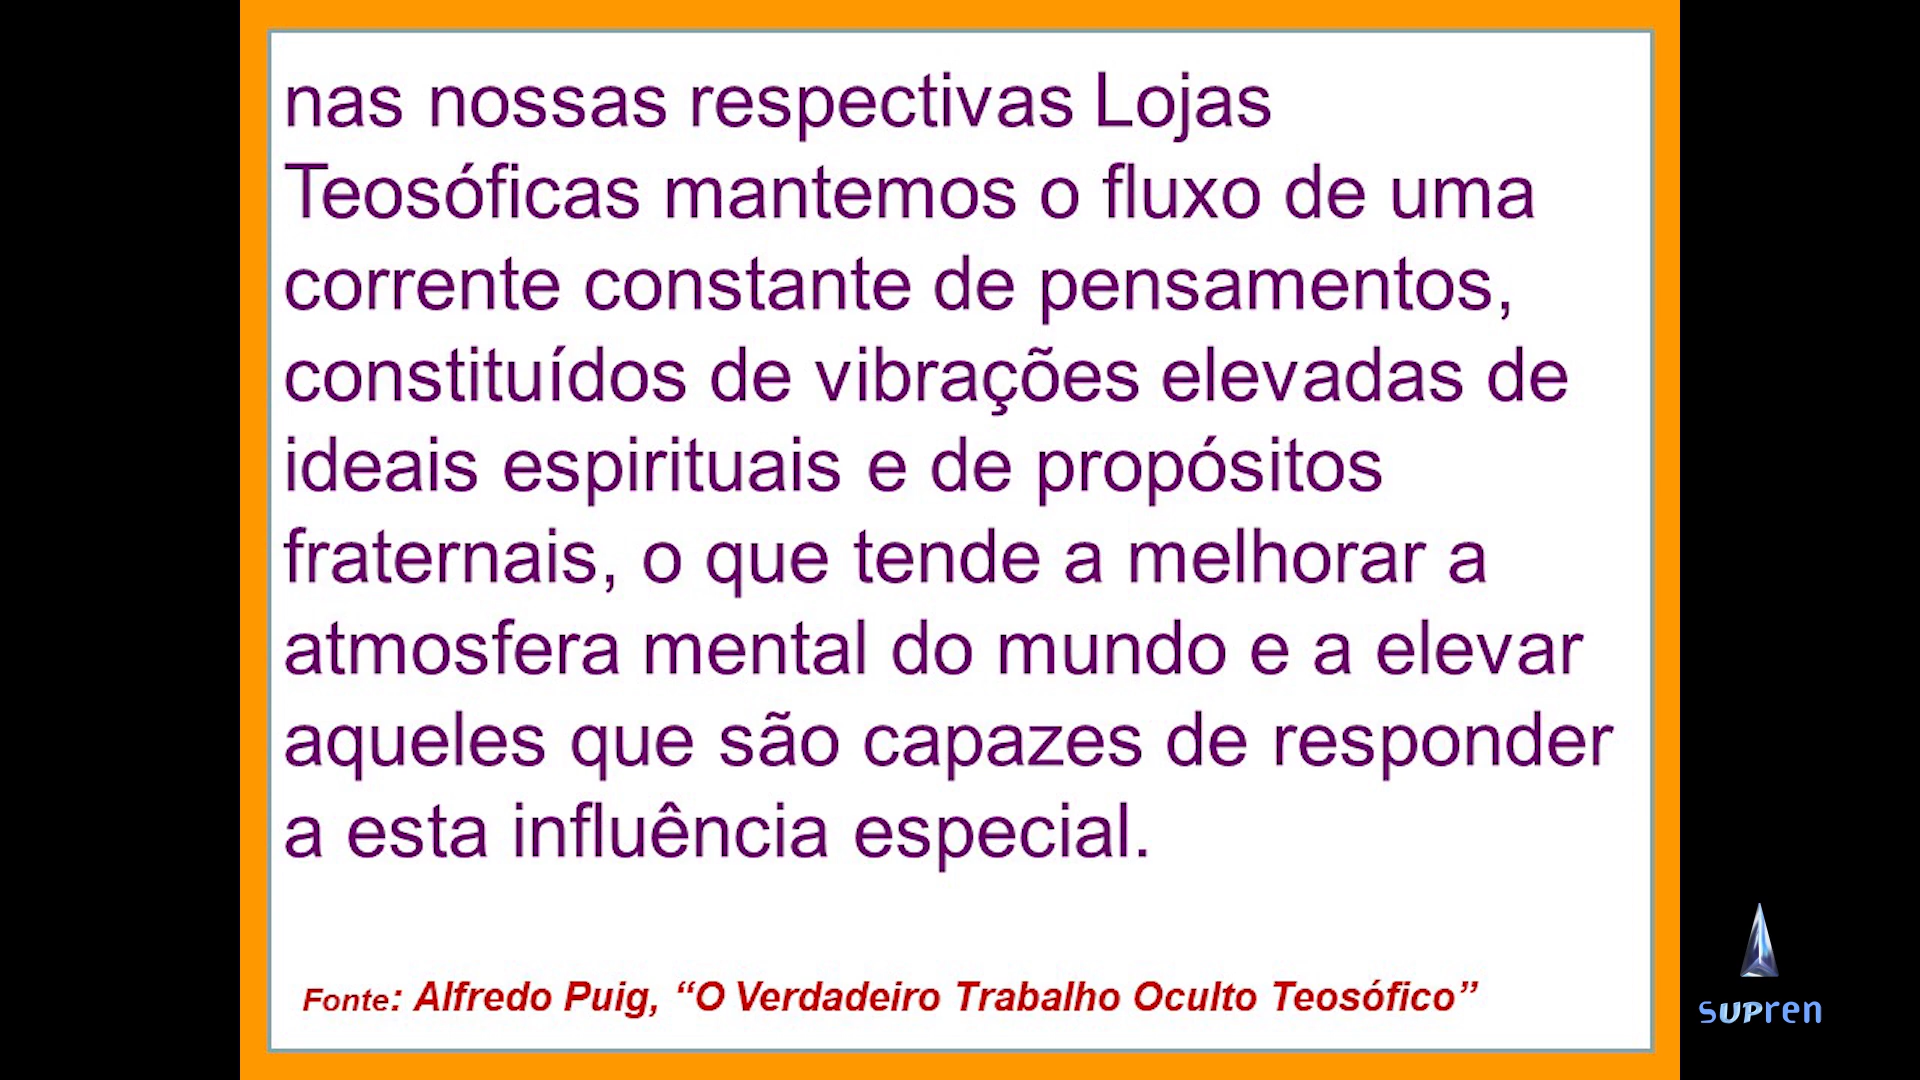 nas nossas respectivas Lojas
Teosóficas mantemos o fluxo de uma
corrente constante de pensamentos,
constituídos de vibrações elevadas de
ideais espirituais e de propósitos
fraternais, o que tende a melhorar a
atmosfera mental do mundo e a elevar
aqueles que são capazes de responder
a esta influência especial.
Fonte: Alfredo Puig, “O Verdadeiro Trabalho Oculto Teosófico”
supren